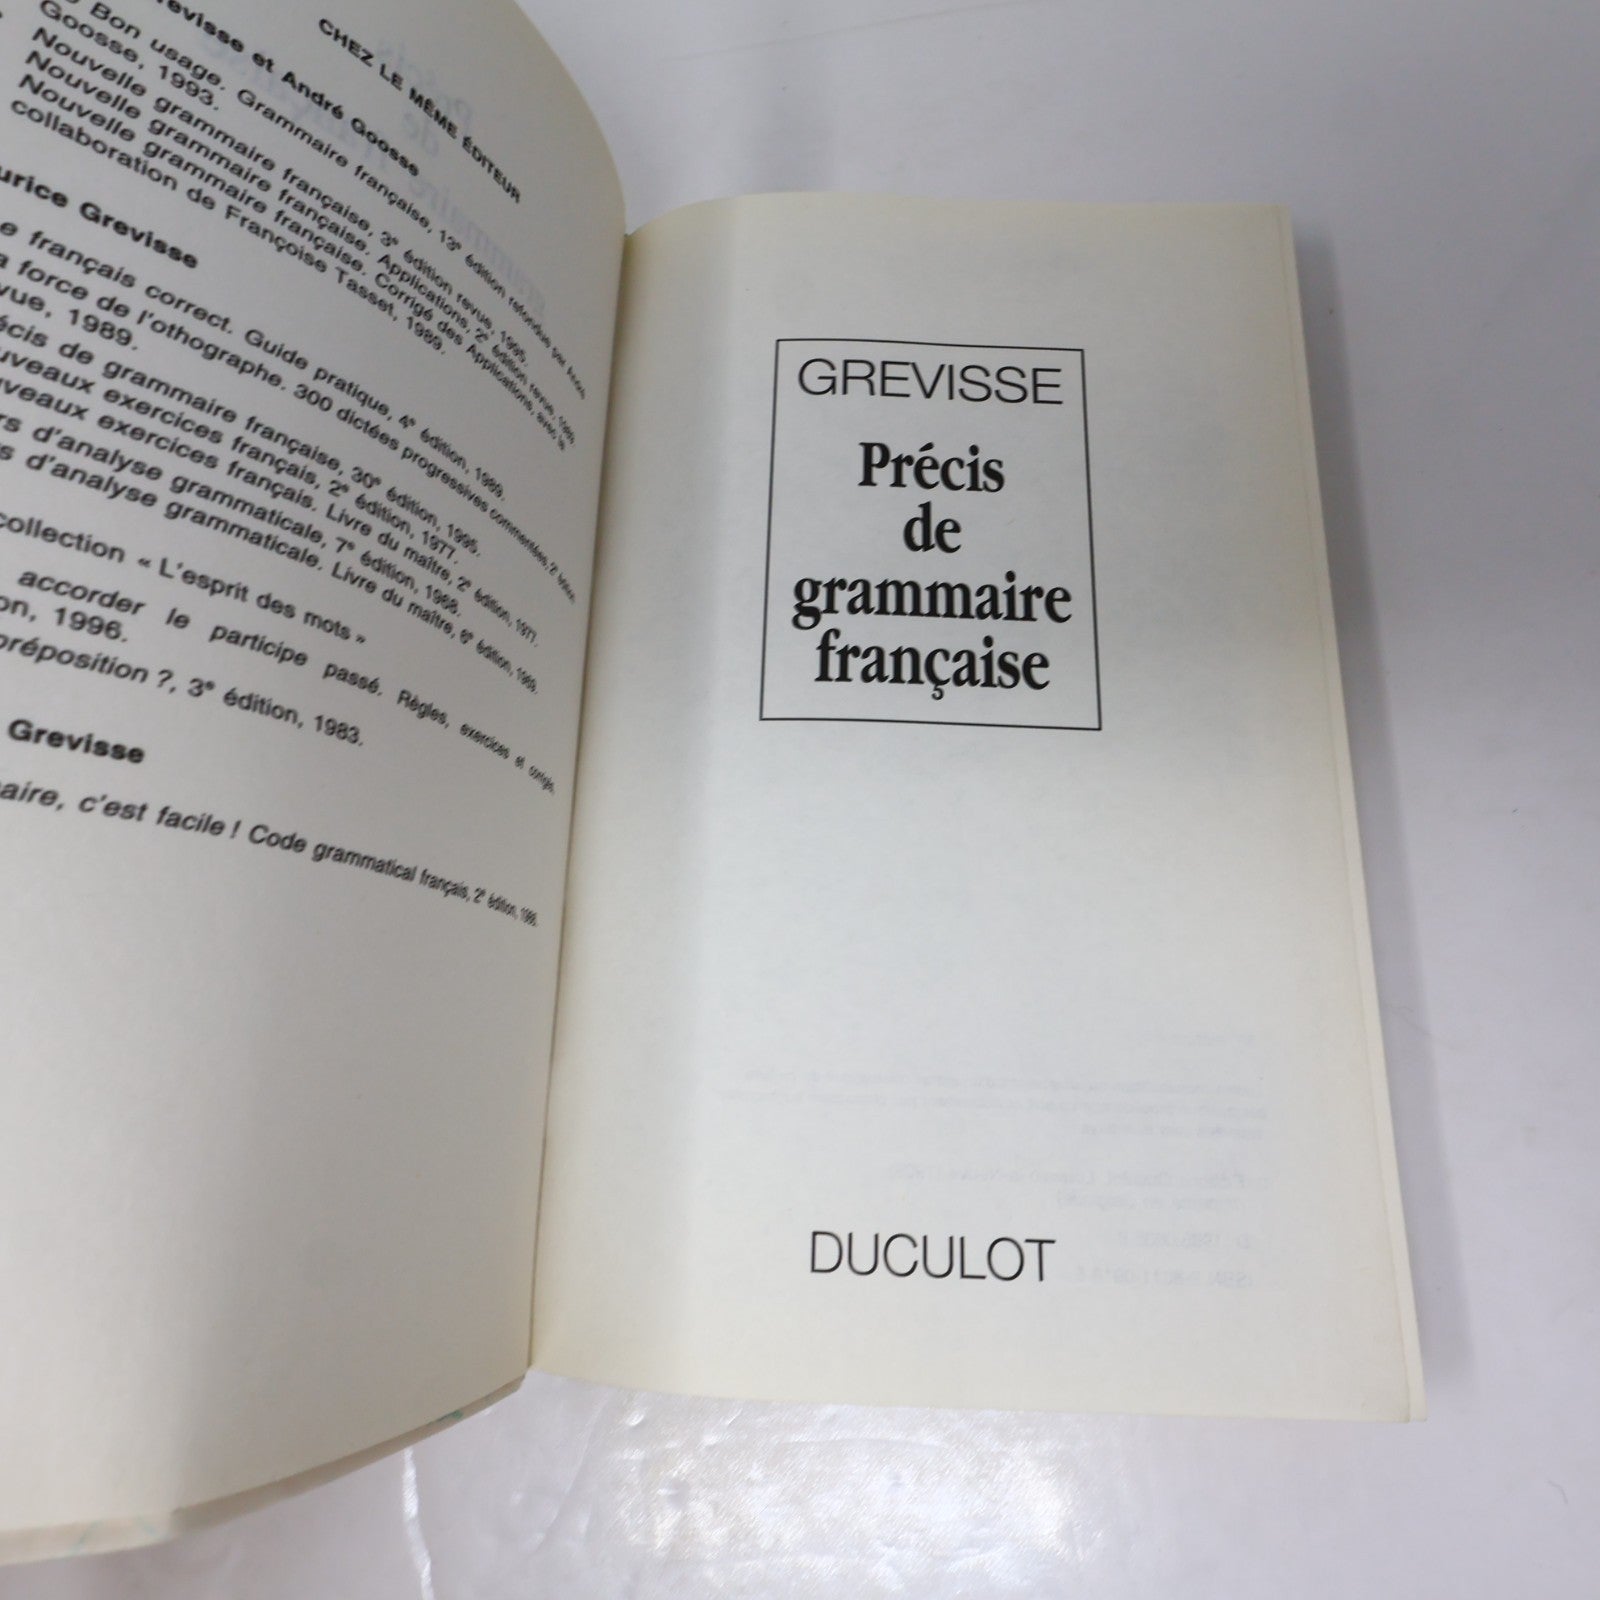 CHEZ LE MÊME ÉDITEUR
Grevisse et André Goosse
Bon usage. Grammaire française, 13e édition refondue par André
Goosse, 1993.
Nouvelle grammaire française, 3e édition revue, 1995.
Nouvelle grammaire française. Applications, 2e édition revue, 1989.
Nouvelle grammaire française. Corrigé des Applications, avec la
collaboration de Françoise Tasset, 1989.
urice Grevisse
e français correct. Guide pratique, 4e édition, 1989.
a force de l'othographe. 300 dictées progressives commentées, 2e édition
vue, 1989.
écis de grammaire française, 30e édition, 1995.
uveaux exercices français, 2e édition, 1977.
uveaux exercices français. Livre du maître, 2e édition, 1977.
rs d'analyse grammaticale, 7e édition, 1968.
s d'analyse grammaticale. Livre du maître, 6e édition, 1969.
collection « L'esprit des mots »
accorder le participe passé. Règles, exercices et corrigés,
on, 1996.
préposition ?, 3e édition, 1983.
Grevisse
aire, c'est facile ! Code grammatical français, 2e édition, 1986.
GREVISSE
Précis
de
grammaire
française
DUCULOT